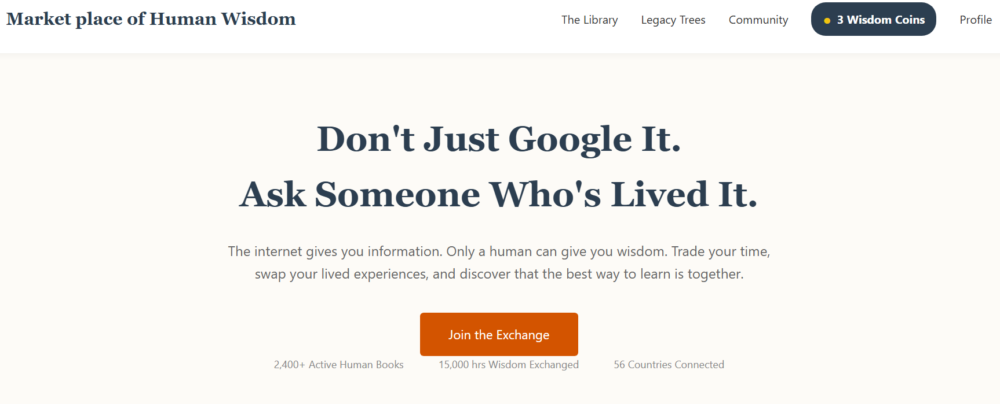 Market place of Human Wisdom
The Library
Legacy Trees
Community
3 Wisdom Coins
Profile
Don't Just Google It.
Ask Someone Who's Lived It.
The internet gives you information. Only a human can give you wisdom. Trade your time,
swap your lived experiences, and discover that the best way to learn is together.
Join the Exchange
2,400+ Active Human Books
15,000 hrs Wisdom Exchanged
56 Countries Connected